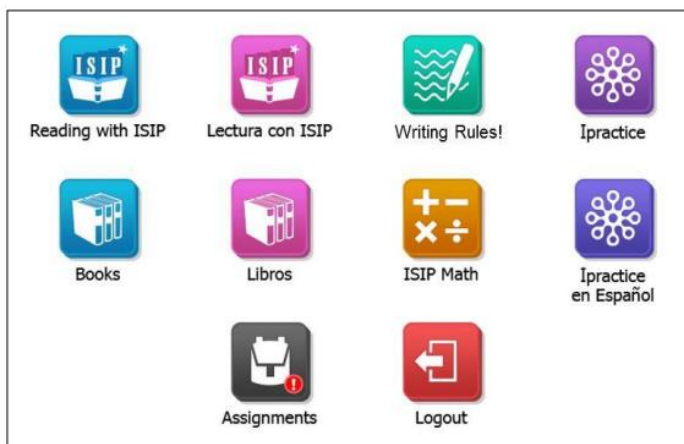 ISIP
ISIP
Reading with ISIP
Lectura con ISIP
Writing Rules!
Ipractice
Books
Libros
ISIP Math
Ipractice
en Español
Assignments
Logout